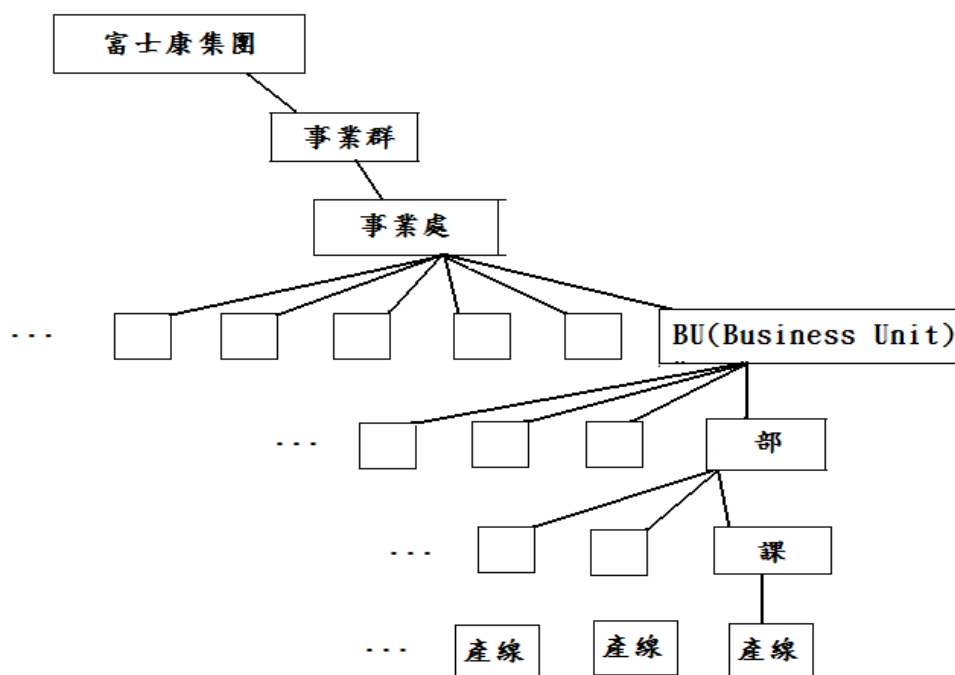 富士康集團
事業群
事業處
...
BU(Business Unit)
...
部
...
課
...
產線
產線
產線